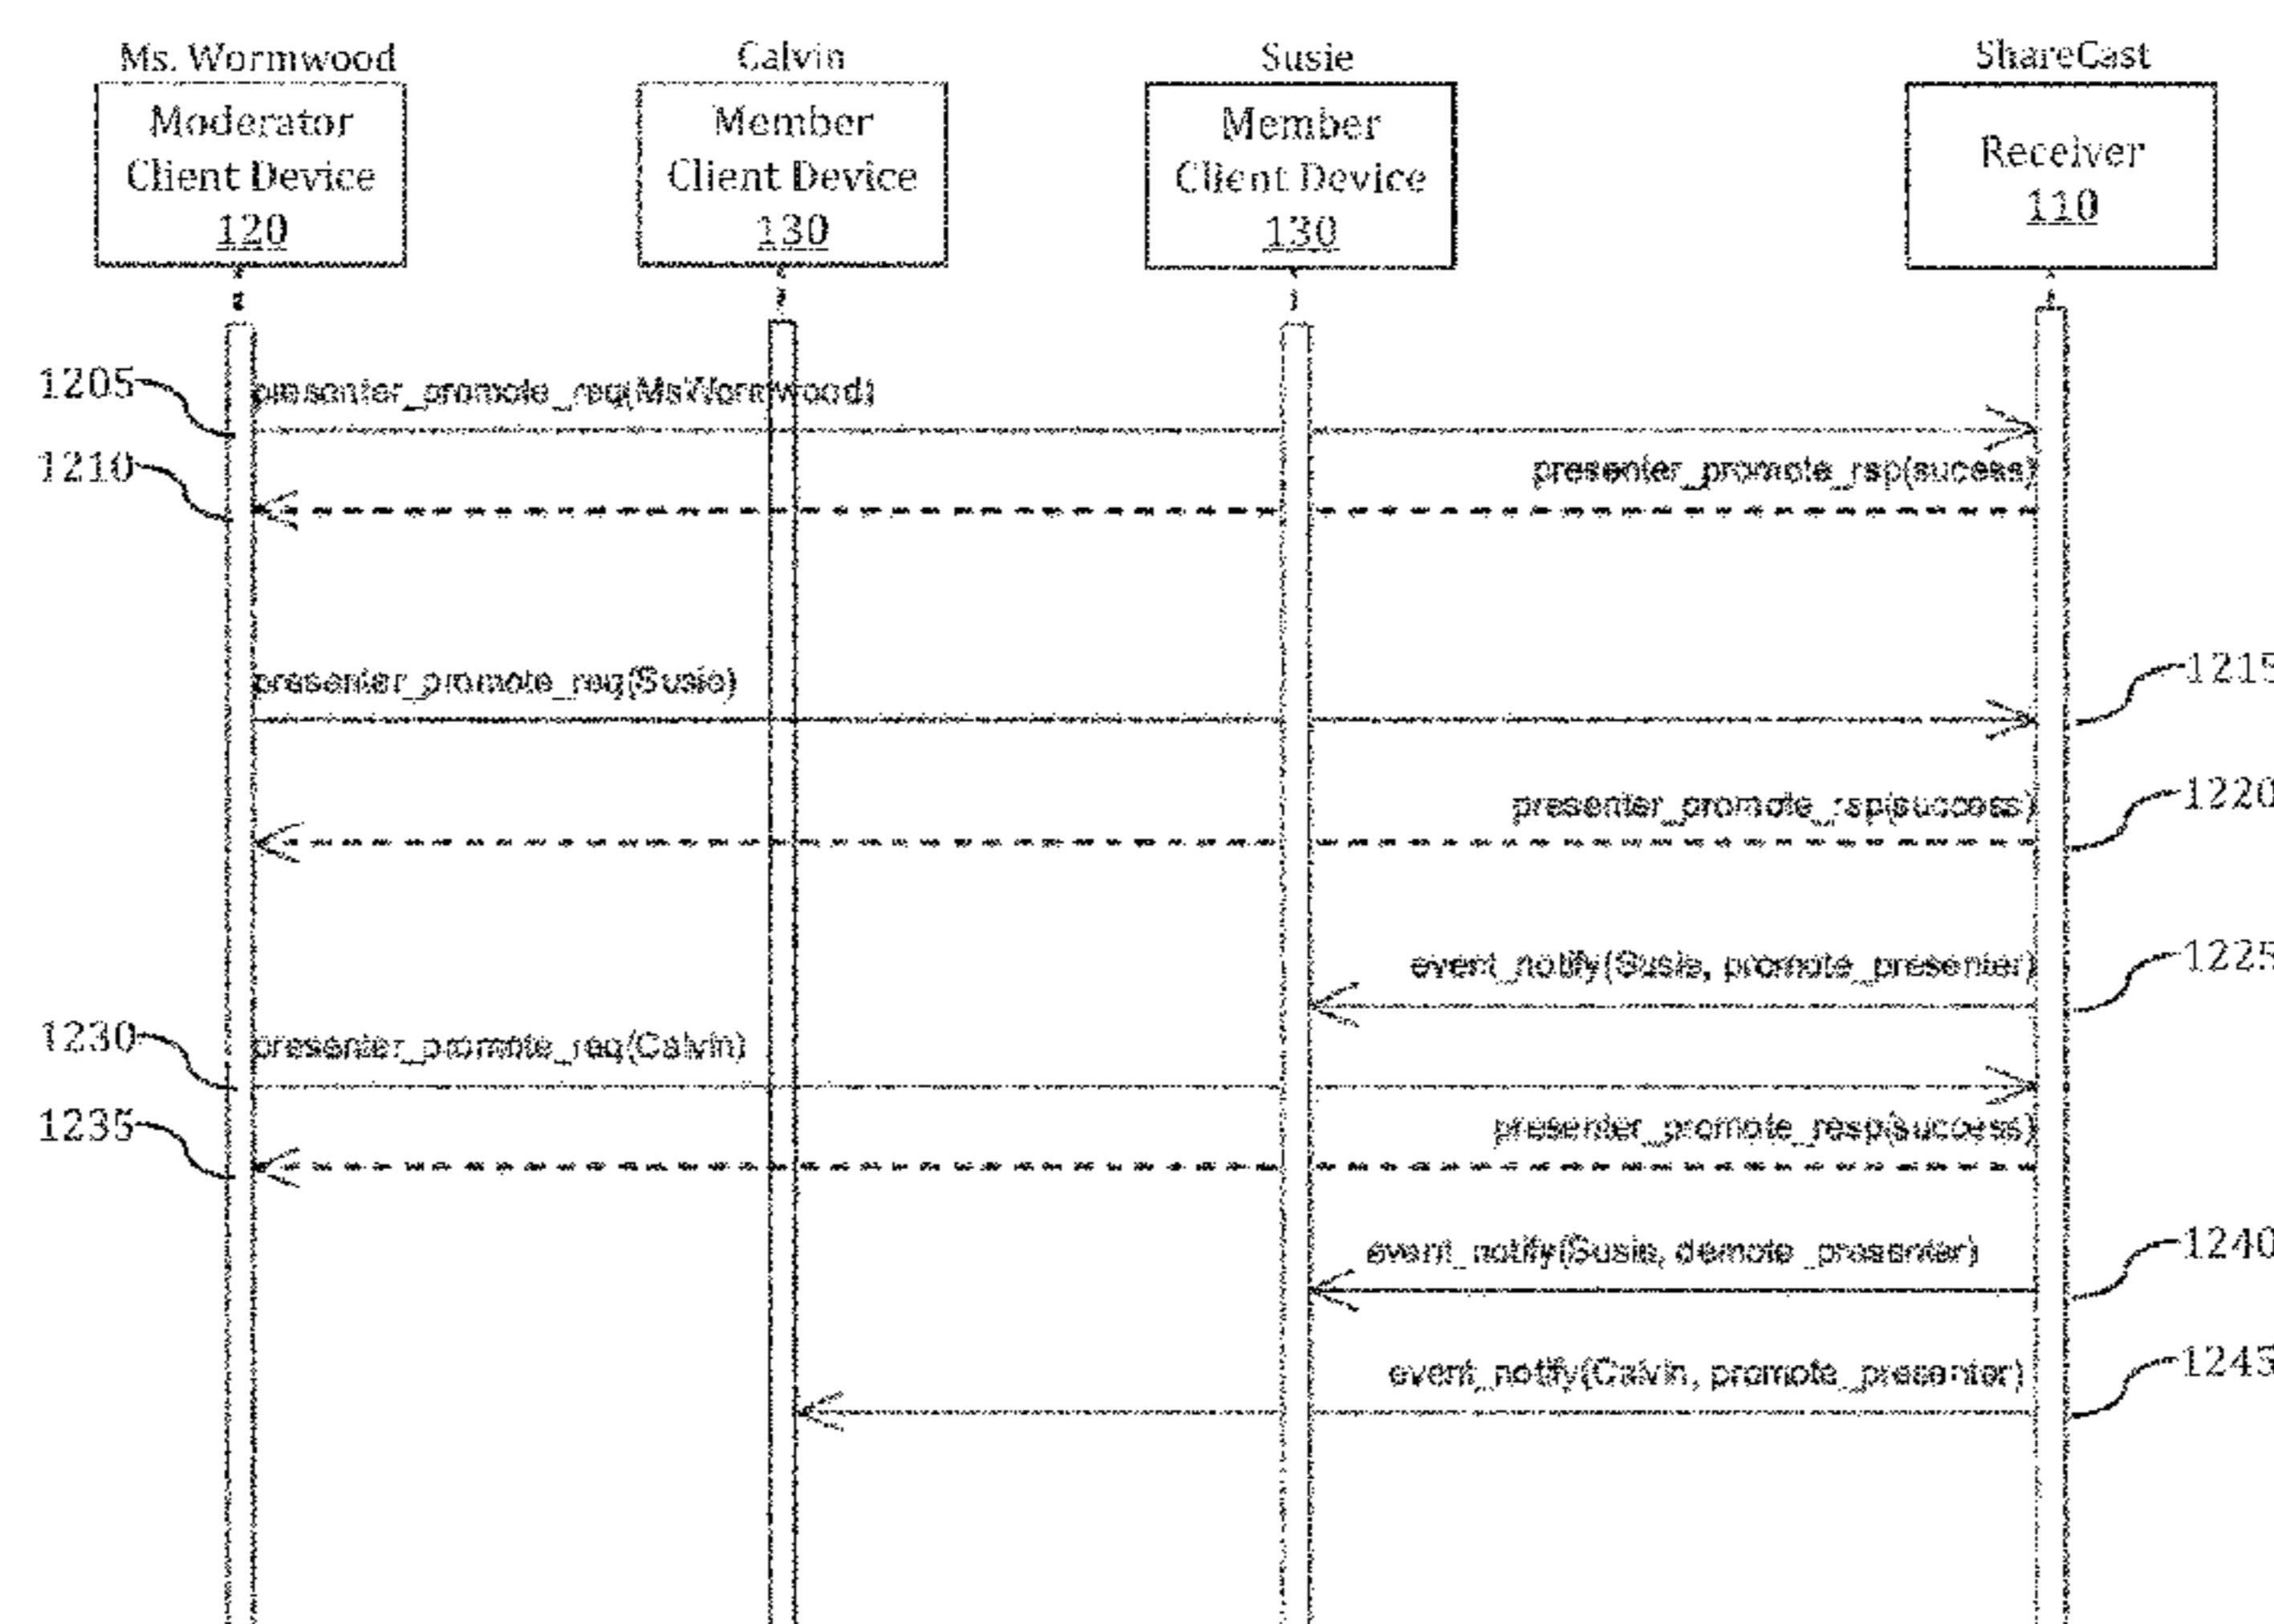 Ms. Wormwood
Calvin
Susie
ShareCast
Moderator
Client Device
120
Member
Client Device
130
Member
Client Device
130
Receiver
110
1205
presenter_promote_req(MsWormwood)
1210
presenter_promote_rsp(sucess)
presenter_promote_req(Susie)
1215
presenter_promote_rsp(success)
1220
event_notify(Susie, promote_presenter)
1225
1230
presenter_promote_req(Calvin)
1235
presenter_promote_resp(success)
event_notify(Susie, demote_presenter)
1240
event_notify(Calvin, promote_presenter)
1245